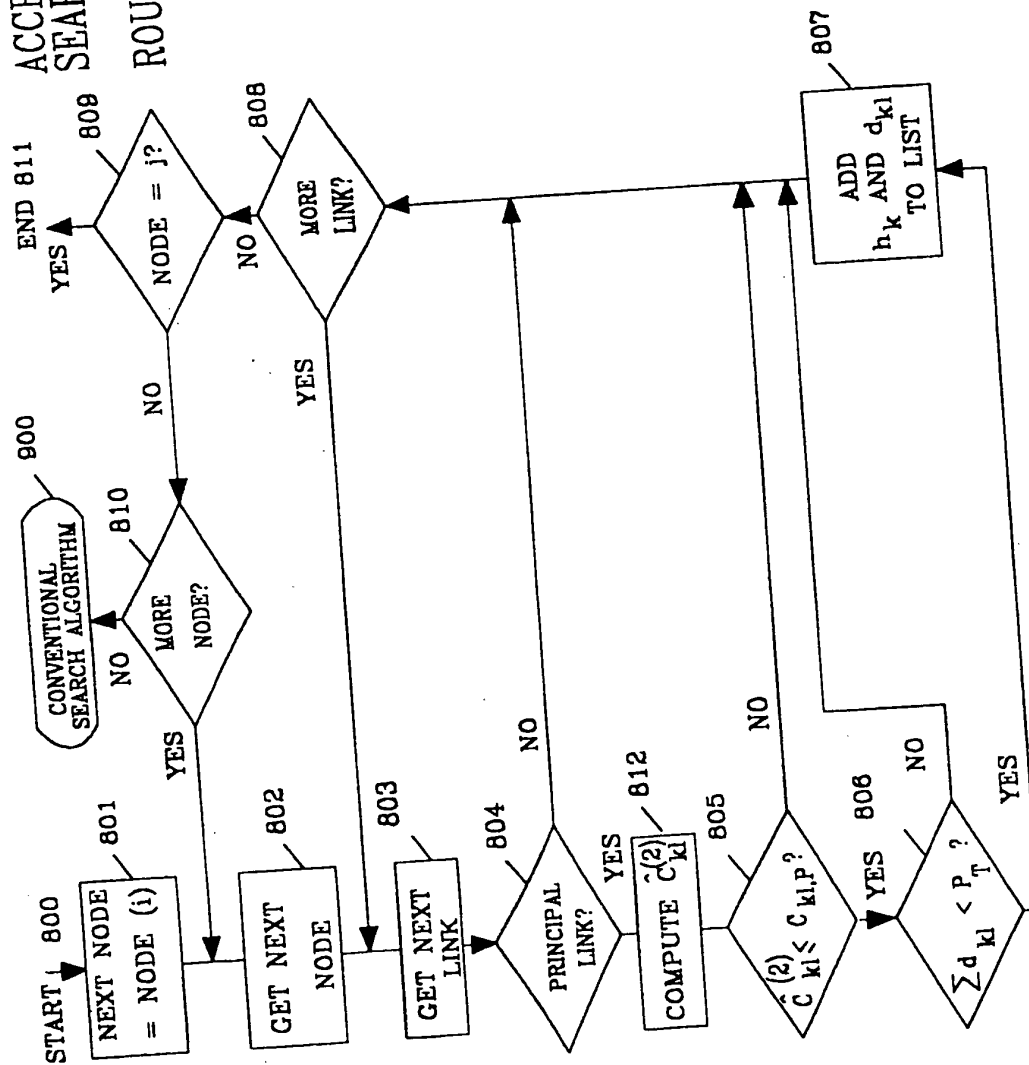 ACCE
SEAR
ROU
START 800
NEXT NODE
= NODE (i)
801
GET NEXT
NODE
802
GET NEXT
LINK
803
PRINCIPAL
LINK?
804
NO
YES
COMPUTE Ĉ(2)kl
812
Ĉ(2)kl ≤ Ckl,P?
805
NO
YES
∑dkl < PT ?
806
NO
YES
ADD
hk AND dkl
TO LIST
807
MORE
LINK?
808
YES
NO
NODE = j?
809
YES
END 811
NO
MORE
NODE?
810
YES
NO
CONVENTIONAL
SEARCH ALGORITHM
900